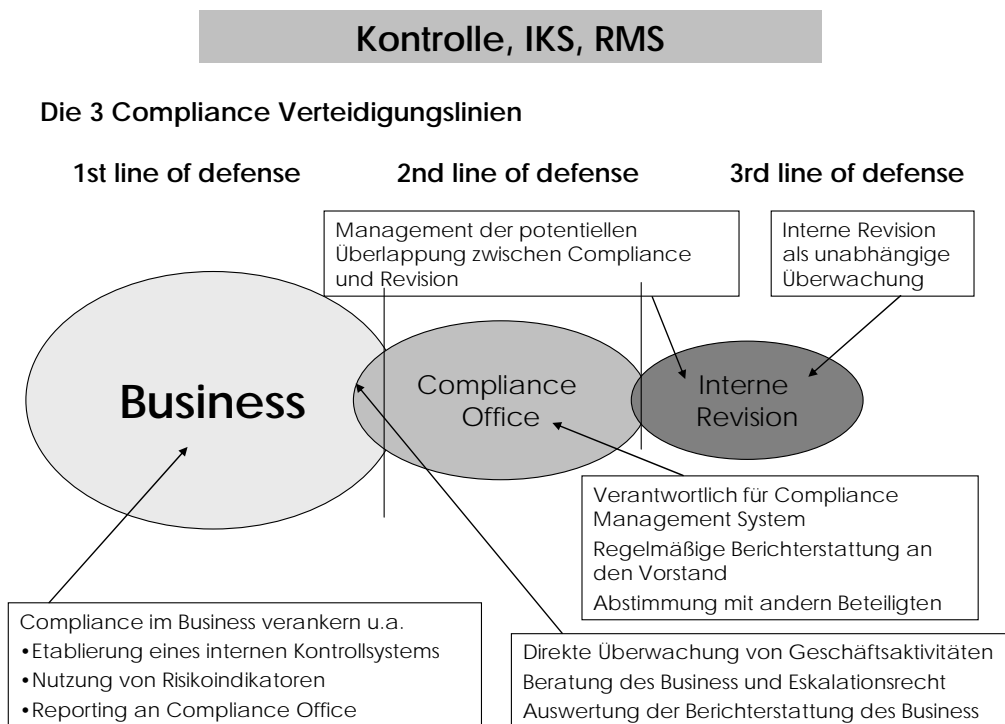 Kontrolle, IKS, RMS
Die 3 Compliance Verteidigungslinien
1st line of defense
2nd line of defense
3rd line of defense
Management der potentiellen
Überlappung zwischen Compliance
und Revision
Interne Revision
als unabhängige
Überwachung
Business
Compliance
Office
Interne
Revision
Verantwortlich für Compliance
Management System
Regelmäßige Berichterstattung an
den Vorstand
Abstimmung mit andern Beteiligten
Compliance im Business verankern u.a.
•Etablierung eines internen Kontrollsystems
•Nutzung von Risikoindikatoren
•Reporting an Compliance Office
Direkte Überwachung von Geschäftsaktivitäten
Beratung des Business und Eskalationsrecht
Auswertung der Berichterstattung des Business